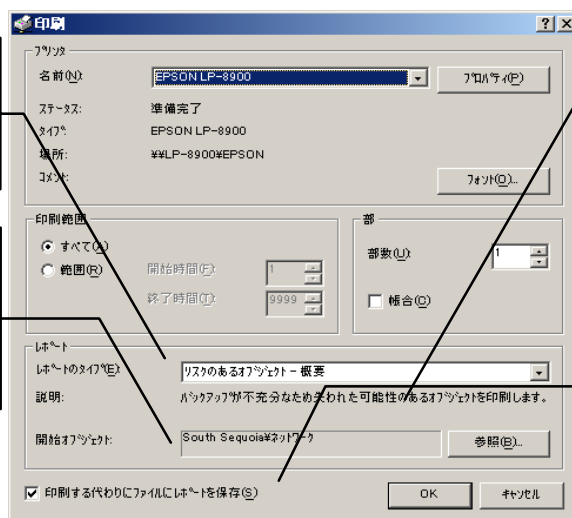 印刷
プリンタ
名前(N): EPSON LP-8900 プロパティ(P)
ステータス: 準備完了
タイプ: EPSON LP-8900
場所: ¥¥LP-8900¥EPSON
コメント: フォント(O)...
印刷範囲
すべて(A)
範囲(R) 開始時間(F): 1
終了時間(T): 9999
部
部数(U): 1
帳合(C)
レポート
レポートのタイプ(E): リスクのあるオブジェクト - 概要
説明: バックアップが不充分なため失われた可能性のあるオブジェクトを印刷します。
開始オブジェクト: South Sequoia¥ネットワーク 参照(B)...
印刷する代わりにファイルにレポートを保存(S) OK キャンセル